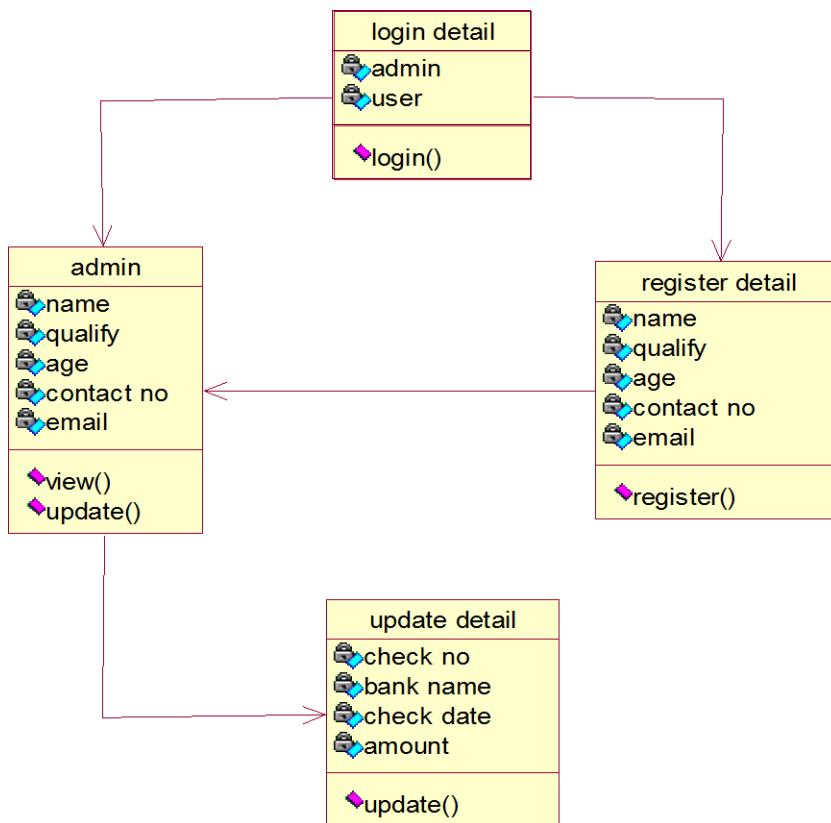 login detail
admin
user
login()
admin
name
qualify
age
contact no
email
view()
update()
register detail
name
qualify
age
contact no
email
register()
update detail
check no
bank name
check date
amount
update()